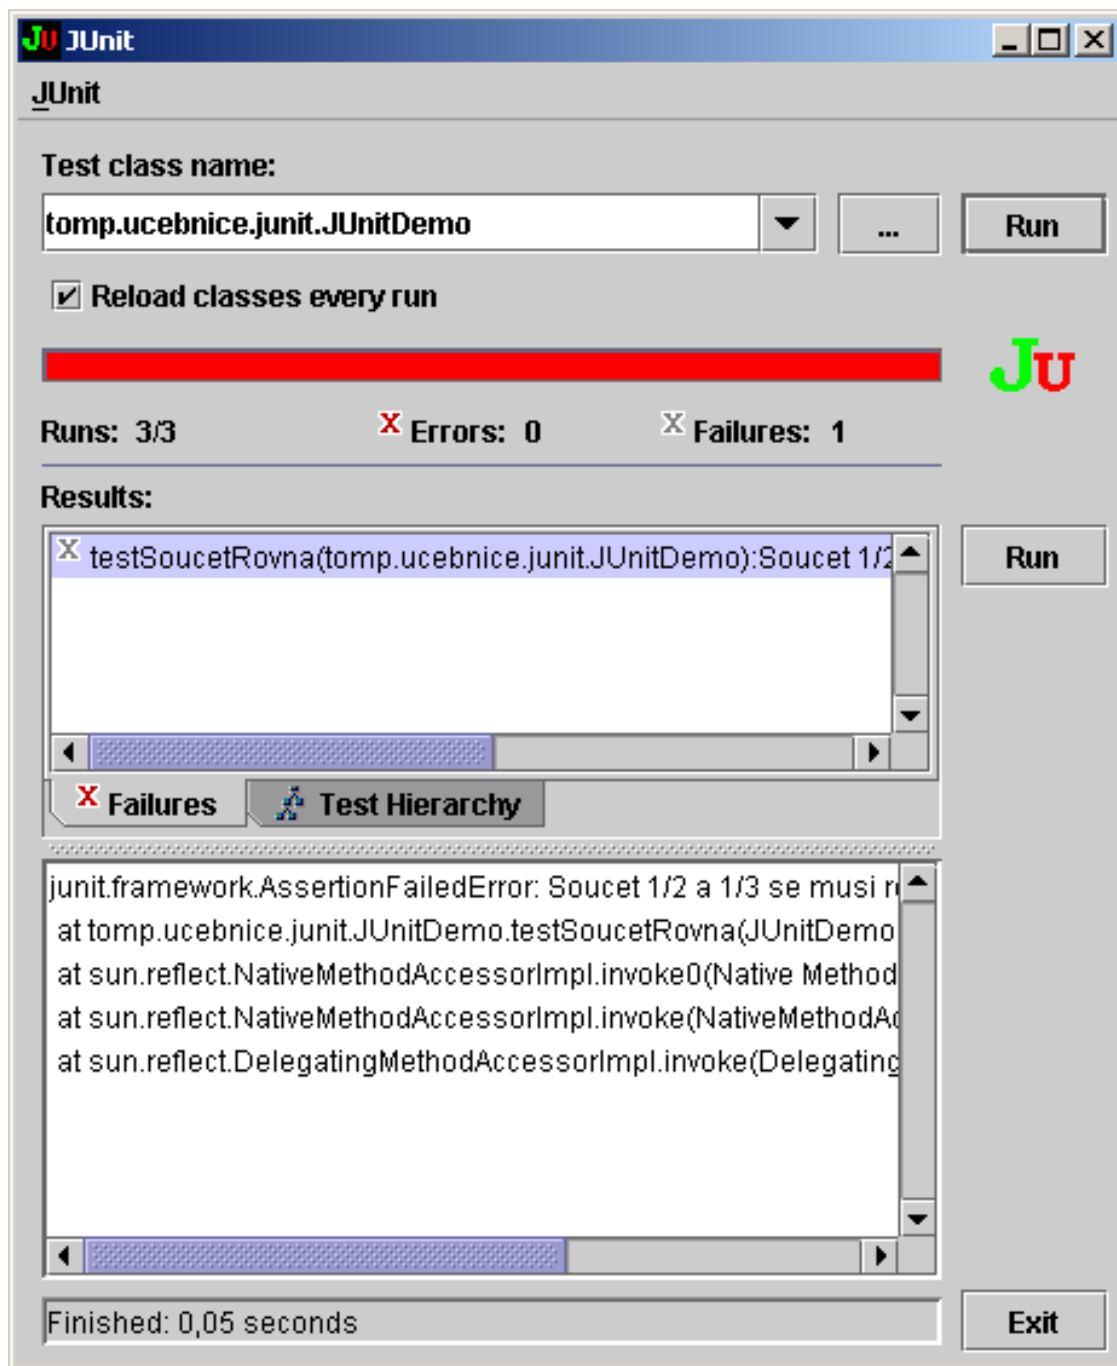 JU JUnit
JUnit
Test class name:
tomp.ucebnice.junit.JUnitDemo ... Run
Reload classes every run
JU
Runs: 3/3 X Errors: 0 X Failures: 1
Results:
X testSoucetRovna(tomp.ucebnice.junit.JUnitDemo):Soucet 1/2 Run
X Failures Test Hierarchy
junit.framework.AssertionFailedError: Soucet 1/2 a 1/3 se musi
at tomp.ucebnice.junit.JUnitDemo.testSoucetRovna(JUnitDemo
at sun.reflect.NativeMethodAccessorImpl.invoke0(Native Method
at sun.reflect.NativeMethodAccessorImpl.invoke(NativeMethodAc
at sun.reflect.DelegatingMethodAccessorImpl.invoke(Delegating
Finished: 0,05 seconds Exit